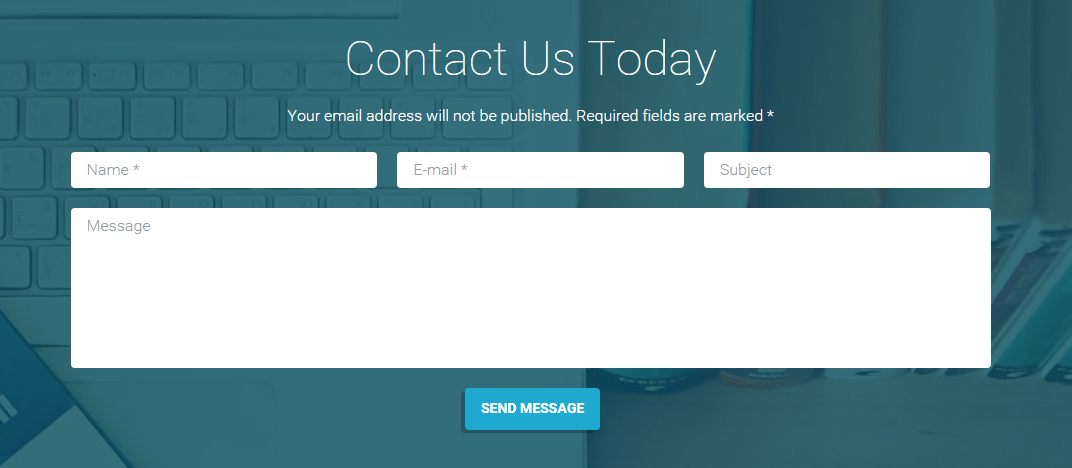 Contact Us Today
Your email address will not be published. Required fields are marked *
Name *
E-mail *
Subject
Message
SEND MESSAGE